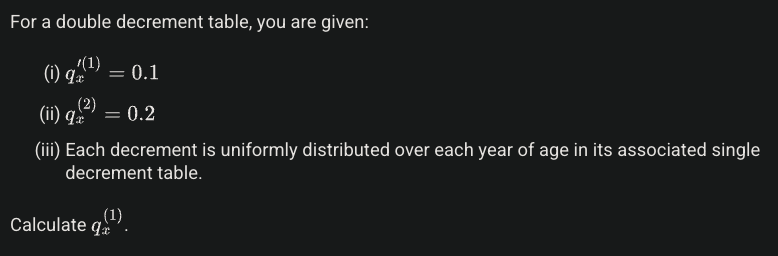 For a double decrement table, you are given:
(i) q_x'^(1) = 0.1
(ii) q_x^(2) = 0.2
(iii) Each decrement is uniformly distributed over each year of age in its associated single
decrement table.
Calculate q_x^(1).